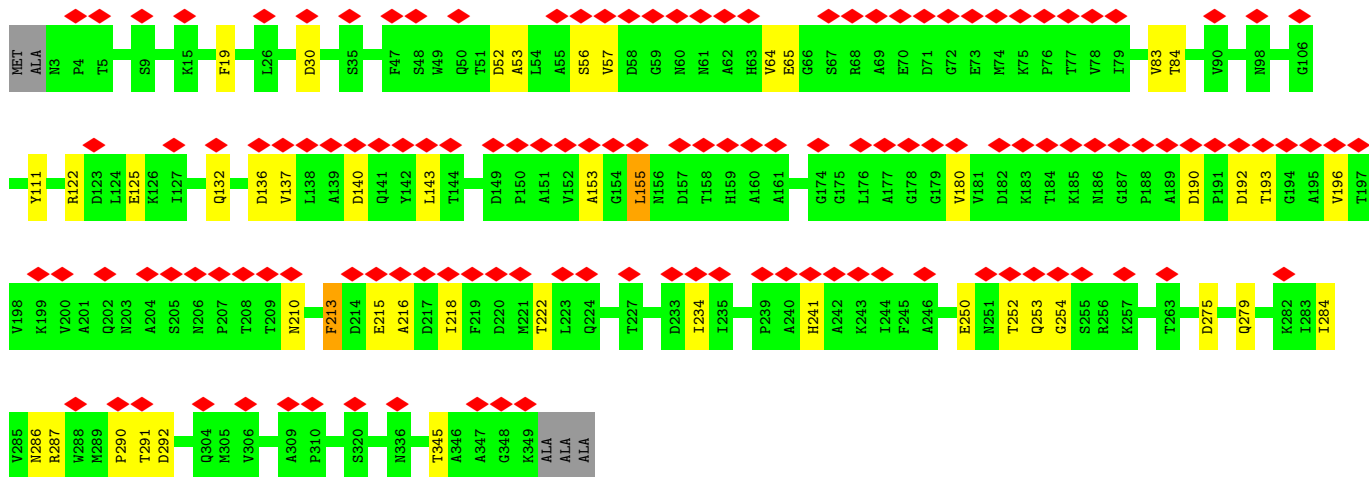 MET ALA N3 P4 T5 S9 K15 F19 L26 D30 S35 F47 S48 W49 Q50 T51 D52 A53 L54 A55 S56 V57 D58 G59 N60 N61 A62 H63 V64 E65 G66 S67 R68 A69 E70 D71 G72 E73 M74 K75 P76 T77 V78 I79 V83 T84 V90 N98 G106
Y111 R122 D123 L124 E125 K126 I127 Q132 D136 V137 L138 A139 D140 Q141 Y142 L143 T144 D149 P150 A151 V152 A153 G154 L155 N156 D157 T158 H159 A160 A161 G174 G175 L176 A177 G178 G179 V180 V181 D182 K183 T184 K185 N186 G187 P188 A189 D190 P191 D192 T193 G194 A195 V196 T197
V198 K199 V200 A201 Q202 N203 A204 S205 N206 P207 T208 T209 N210 F213 D214 E215 A216 D217 I218 F219 D220 M221 T222 L223 Q224 T227 D233 I234 I235 P239 A240 H241 A242 K243 I244 F245 A246 E250 N251 T252 Q253 G254 S255 R256 K257 T263 D275 Q279 K282 I283 I284
V285 N286 R287 W288 M289 P290 T291 D292 Q304 M305 V306 A309 P310 S320 N336 T345 A346 A347 G348 K349 ALA ALA ALA